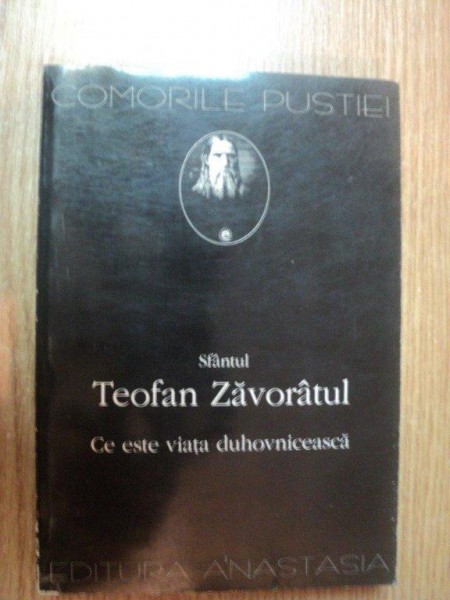 COMORILE PUSTIEI
Sfântul
Teofan Zăvorâtul
Ce este viața duhovnicească
EDITURA ANASTASIA